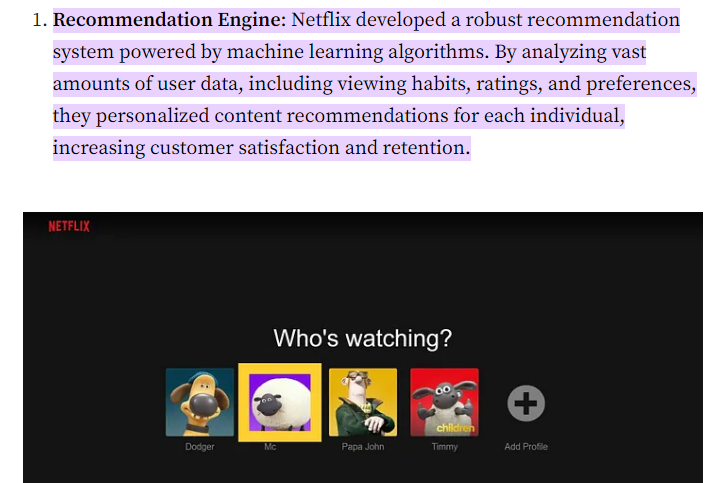 1. Recommendation Engine: Netflix developed a robust recommendation
system powered by machine learning algorithms. By analyzing vast
amounts of user data, including viewing habits, ratings, and preferences,
they personalized content recommendations for each individual,
increasing customer satisfaction and retention.
NETFLIX
Who's watching?
children
Dodger Mc Papa John Timmy Add Profile